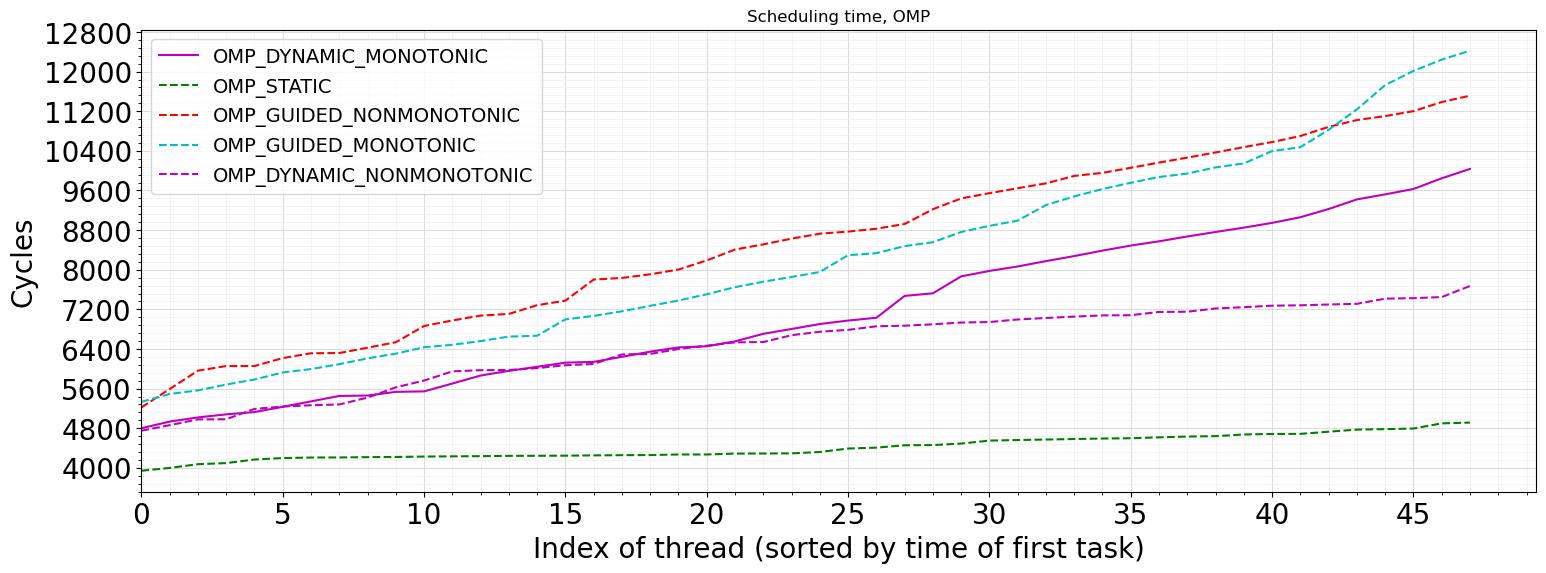 Scheduling time, OMP
OMP_DYNAMIC_MONOTONIC
OMP_STATIC
OMP_GUIDED_NONMONOTONIC
OMP_GUIDED_MONOTONIC
OMP_DYNAMIC_NONMONOTONIC
Cycles
12800
12000
11200
10400
9600
8800
8000
7200
6400
5600
4800
4000
0 5 10 15 20 25 30 35 40 45
Index of thread (sorted by time of first task)